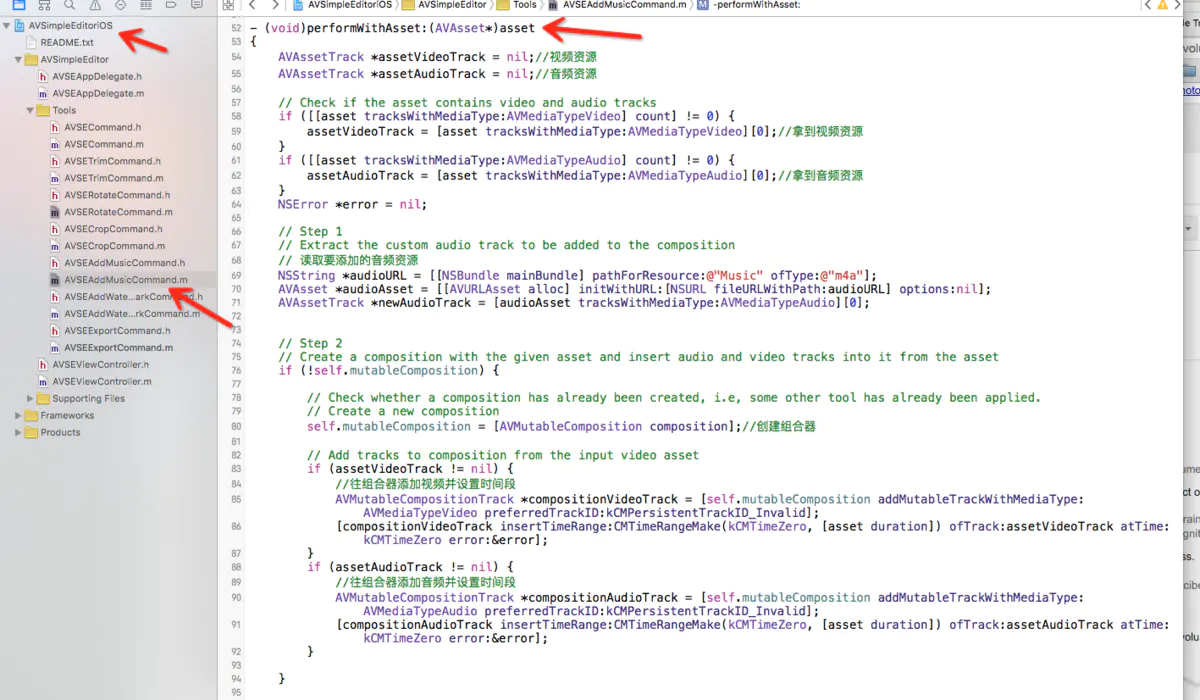 AVSimpleEditoriOS
AVSimpleEditor
Tools
AVSEAddMusicCommand.m
M
-performWithAsset:
AVSimpleEditoriOS
README.txt
AVSimpleEditor
h AVSEAppDelegate.h
m AVSEAppDelegate.m
Tools
h AVSECommand.h
m AVSECommand.m
h AVSETrimCommand.h
m AVSETrimCommand.m
h AVSERotateCommand.h
m AVSERotateCommand.m
h AVSECropCommand.h
m AVSECropCommand.m
h AVSEAddMusicCommand.h
m AVSEAddMusicCommand.m
h AVSEAddWate...arkCommand.h
m AVSEAddWate...rkCommand.m
h AVSEExportCommand.h
m AVSEExportCommand.m
h AVSEViewController.h
m AVSEViewController.m
Supporting Files
Frameworks
Products
52 - (void)performWithAsset:(AVAsset*)asset
53 {
54 AVAssetTrack *assetVideoTrack = nil;//视频资源
55 AVAssetTrack *assetAudioTrack = nil;//音频资源
56
57 // Check if the asset contains video and audio tracks
58 if ([[asset tracksWithMediaType:AVMediaTypeVideo] count] != 0) {
59 assetVideoTrack = [asset tracksWithMediaType:AVMediaTypeVideo][0];//拿到视频资源
60 }
61 if ([[asset tracksWithMediaType:AVMediaTypeAudio] count] != 0) {
62 assetAudioTrack = [asset tracksWithMediaType:AVMediaTypeAudio][0];//拿到音频资源
63 }
64 NSError *error = nil;
65
66 // Step 1
67 // Extract the custom audio track to be added to the composition
68 // 读取要添加的音频资源
69 NSString *audioURL = [[NSBundle mainBundle] pathForResource:@"Music" ofType:@"m4a"];
70 AVAsset *audioAsset = [[AVURLAsset alloc] initWithURL:[NSURL fileURLWithPath:audioURL] options:nil];
71 AVAssetTrack *newAudioTrack = [audioAsset tracksWithMediaType:AVMediaTypeAudio][0];
72
73
74 // Step 2
75 // Create a composition with the given asset and insert audio and video tracks into it from the asset
76 if (!self.mutableComposition) {
77
78 // Check whether a composition has already been created, i.e, some other tool has already been applied.
79 // Create a new composition
80 self.mutableComposition = [AVMutableComposition composition];//创建组合器
81
82 // Add tracks to composition from the input video asset
83 if (assetVideoTrack != nil) {
84 //往组合器添加视频并设置时间段
85 AVMutableCompositionTrack *compositionVideoTrack = [self.mutableComposition addMutableTrackWithMediaType:
AVMediaTypeVideo preferredTrackID:kCMPersistentTrackID_Invalid];
86 [compositionVideoTrack insertTimeRange:CMTimeRangeMake(kCMTimeZero, [asset duration]) ofTrack:assetVideoTrack atTime:
kCMTimeZero error:&error];
87 }
88 if (assetAudioTrack != nil) {
89 //往组合器添加音频并设置时间段
90 AVMutableCompositionTrack *compositionAudioTrack = [self.mutableComposition addMutableTrackWithMediaType:
AVMediaTypeAudio preferredTrackID:kCMPersistentTrackID_Invalid];
91 [compositionAudioTrack insertTimeRange:CMTimeRangeMake(kCMTimeZero, [asset duration]) ofTrack:assetAudioTrack atTime:
kCMTimeZero error:&error];
92 }
93
94 }
95